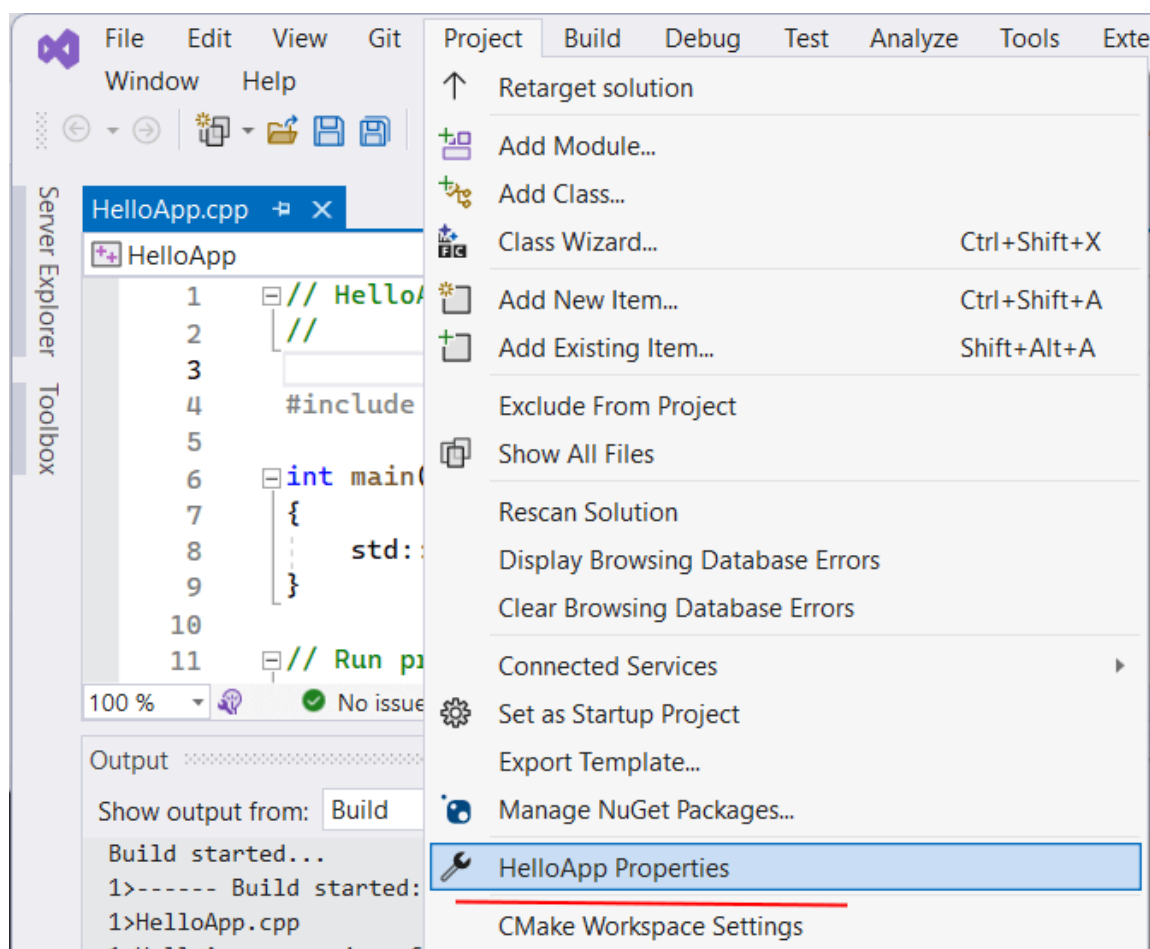 File Edit View Git Project Build Debug Test Analyze Tools Exte
Window Help
Retarget solution
Add Module...
Add Class...
Class Wizard... Ctrl+Shift+X
Add New Item... Ctrl+Shift+A
Add Existing Item... Shift+Alt+A
Exclude From Project
Show All Files
Rescan Solution
Display Browsing Database Errors
Clear Browsing Database Errors
Connected Services
Set as Startup Project
Export Template...
Manage NuGet Packages...
HelloApp Properties
CMake Workspace Settings
Server Explorer
Toolbox
HelloApp.cpp
HelloApp
1 // HelloA
2 //
3
4 #include
5
6 int main(
7 {
8 std::
9 }
10
11 // Run pr
100 % No issue
Output
Show output from: Build
Build started...
1>------ Build started:
1>HelloApp.cpp